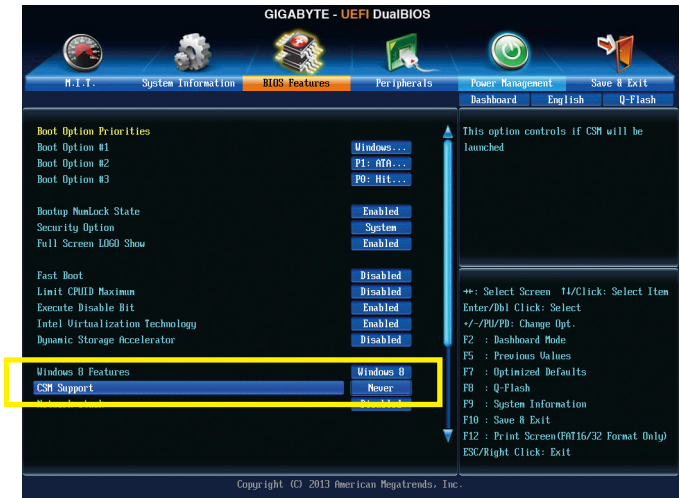 GIGABYTE - UEFI DualBIOS
M.I.T. System Information BIOS Features Peripherals Power Management Save & Exit
Dashboard English Q-Flash
Boot Option Priorities
Boot Option #1 Windows...
Boot Option #2 P1: ATA...
Boot Option #3 P0: Hit...
Bootup NumLock State Enabled
Security Option System
Full Screen LOGO Show Enabled
Fast Boot Disabled
Limit CPUID Maximum Disabled
Execute Disable Bit Enabled
Intel Virtualization Technology Enabled
Dynamic Storage Accelerator Disabled
Windows 8 Features Windows 8
CSM Support Never
This option controls if CSM will be
launched
→←: Select Screen ↑↓/Click: Select Item
Enter/Dbl Click: Select
+/-/PU/PD: Change Opt.
F2 : Dashboard Mode
F5 : Previous Values
F7 : Optimized Defaults
F8 : Q-Flash
F9 : System Information
F10 : Save & Exit
F12 : Print Screen(FAT16/32 Format Only)
ESC/Right Click: Exit
Copyright (C) 2013 American Megatrends, Inc.